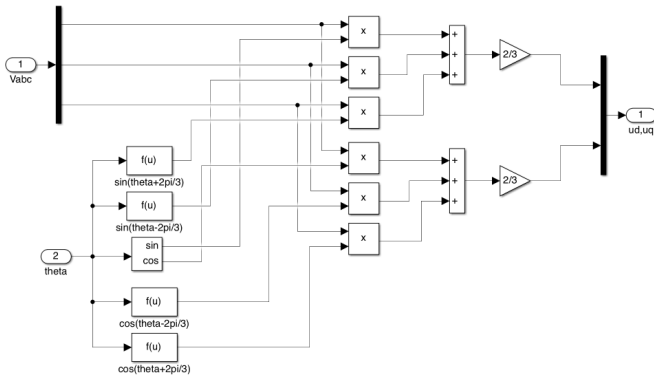 x
+
1
Vabc
x
+
2/3
+
x
1
ud,uq
f(u)
sin(theta+2pi/3)
x
+
f(u)
sin(theta-2pi/3)
x
+
2/3
+
sin
cos
x
2
theta
f(u)
cos(theta-2pi/3)
f(u)
cos(theta+2pi/3)